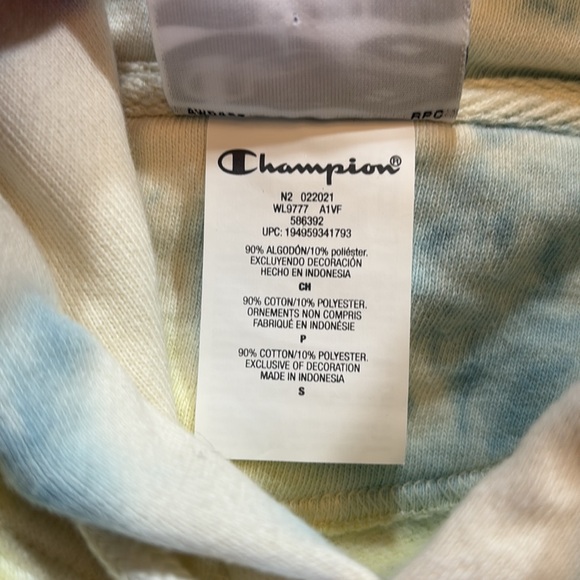 RPC
Champion®
N2 022021
WL9777 A1VF
586392
UPC: 194959341793
90% ALGODÓN/10% poliéster.
EXCLUYENDO DECORACIÓN
HECHO EN INDONESIA
CH
90% COTON/10% POLYESTER.
ORNEMENTS NON COMPRIS
FABRIQUÉ EN INDONÉSIE
P
90% COTTON/10% POLYESTER.
EXCLUSIVE OF DECORATION
MADE IN INDONESIA
S